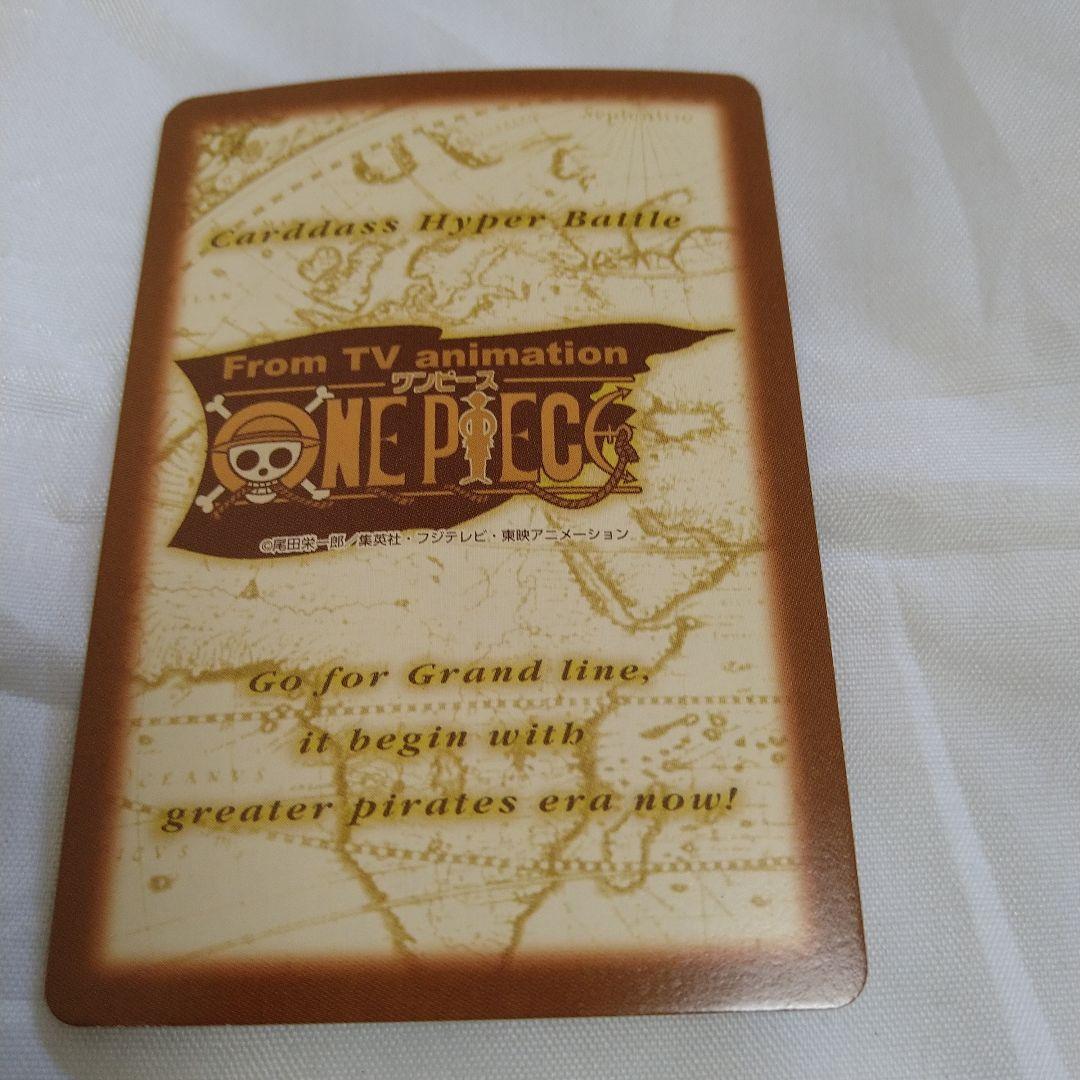 Septentrio
Carddass Hyper Battle
From TV animation
ワンピース
ONE PIECE
©尾田栄一郎／集英社・フジテレビ・東映アニメーション
Go for Grand line,
it begin with
OCEANVS
greater pirates era now!